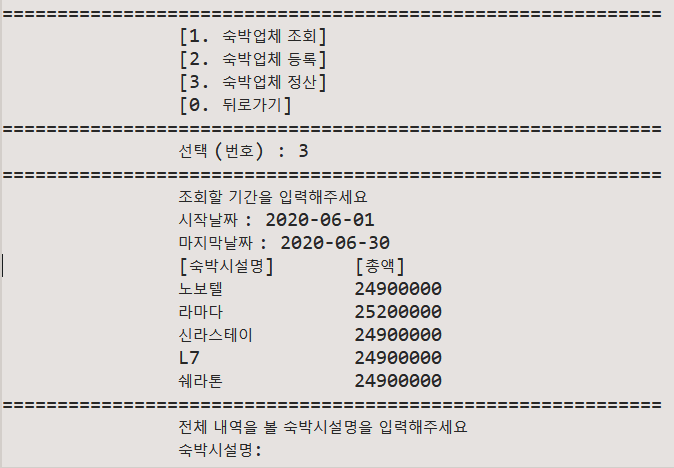 ============================================================
[1. 숙박업체 조회]
[2. 숙박업체 등록]
[3. 숙박업체 정산]
[0. 뒤로가기]
============================================================
선택 (번호) : 3
============================================================
조회할 기간을 입력해주세요
시작날짜 : 2020-06-01
마지막날짜 : 2020-06-30
[숙박시설명] [총액]
노보텔 24900000
라마다 25200000
신라스테이 24900000
L7 24900000
쉐라톤 24900000
============================================================
전체 내역을 볼 숙박시설명을 입력해주세요
숙박시설명: